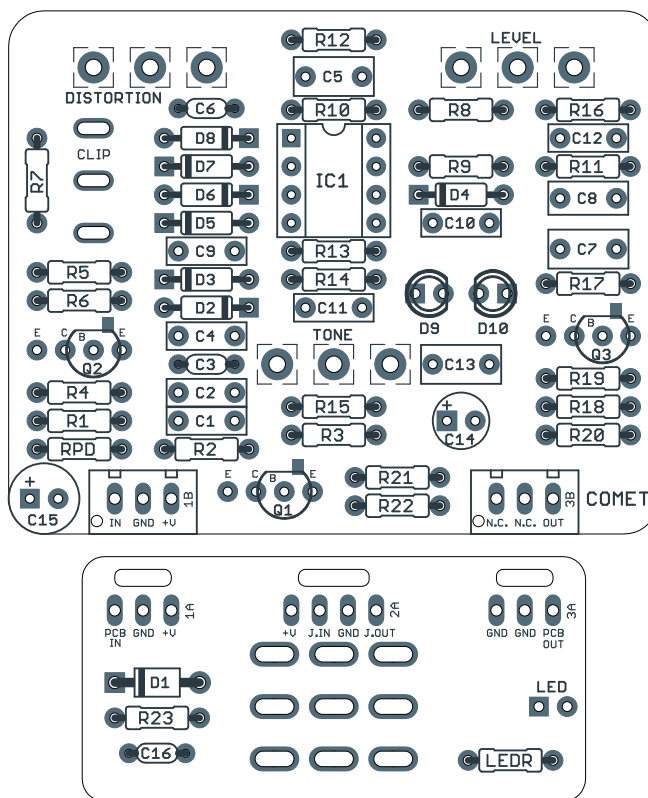 R12
LEVEL
C5
DISTORTION
C6
R10
R8
R16
D8
C12
CLIP
D7
R9
R11
R7
IC1
D6
D4
C8
D5
C10
C9
R13
C7
R5
D3
R14
R17
R6
D2
C11
D9
D10
C4
TONE
E
C
B
E
Q2
E
C
B
E
Q3
C3
C13
R4
C2
R19
R1
C1
R15
R18
RPD
R2
R3
+
C14
R20
E
C
B
E
Q1
R21
R22
+
C15
IN
GND
+V
1B
N.C.
N.C.
OUT
3B
COMET
1A
2A
3A
PCB IN
GND
+V
+V
J.IN
GND
J.OUT
GND
GND
PCB OUT
D1
LED
R23
C16
LEDR